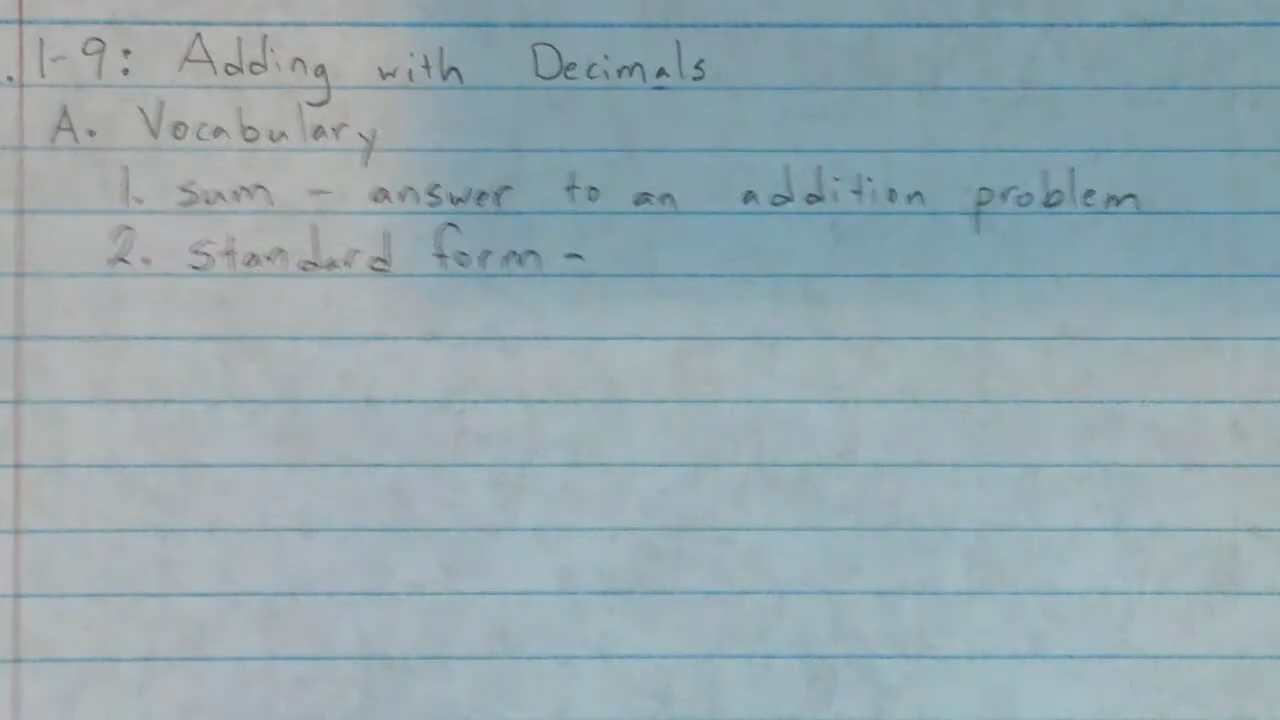 1-9: Adding with Decimals
A. Vocabulary
1. sum - answer to an addition problem
2. standard form -